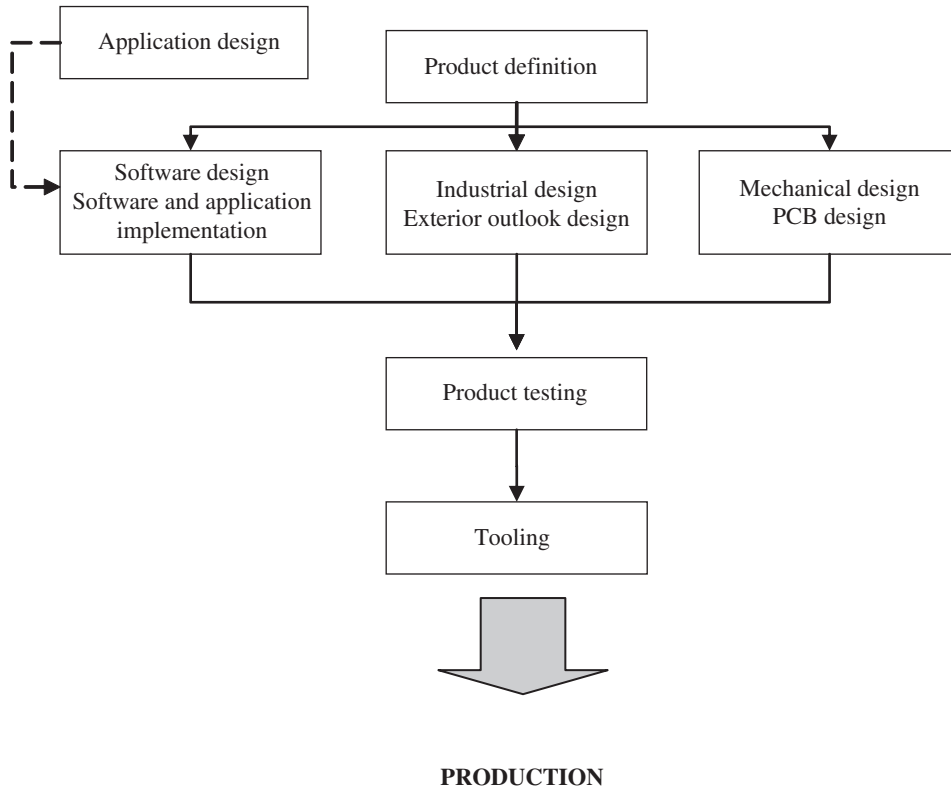 Application design
Product definition
Software design
Software and application
implementation
Industrial design
Exterior outlook design
Mechanical design
PCB design
Product testing
Tooling
PRODUCTION